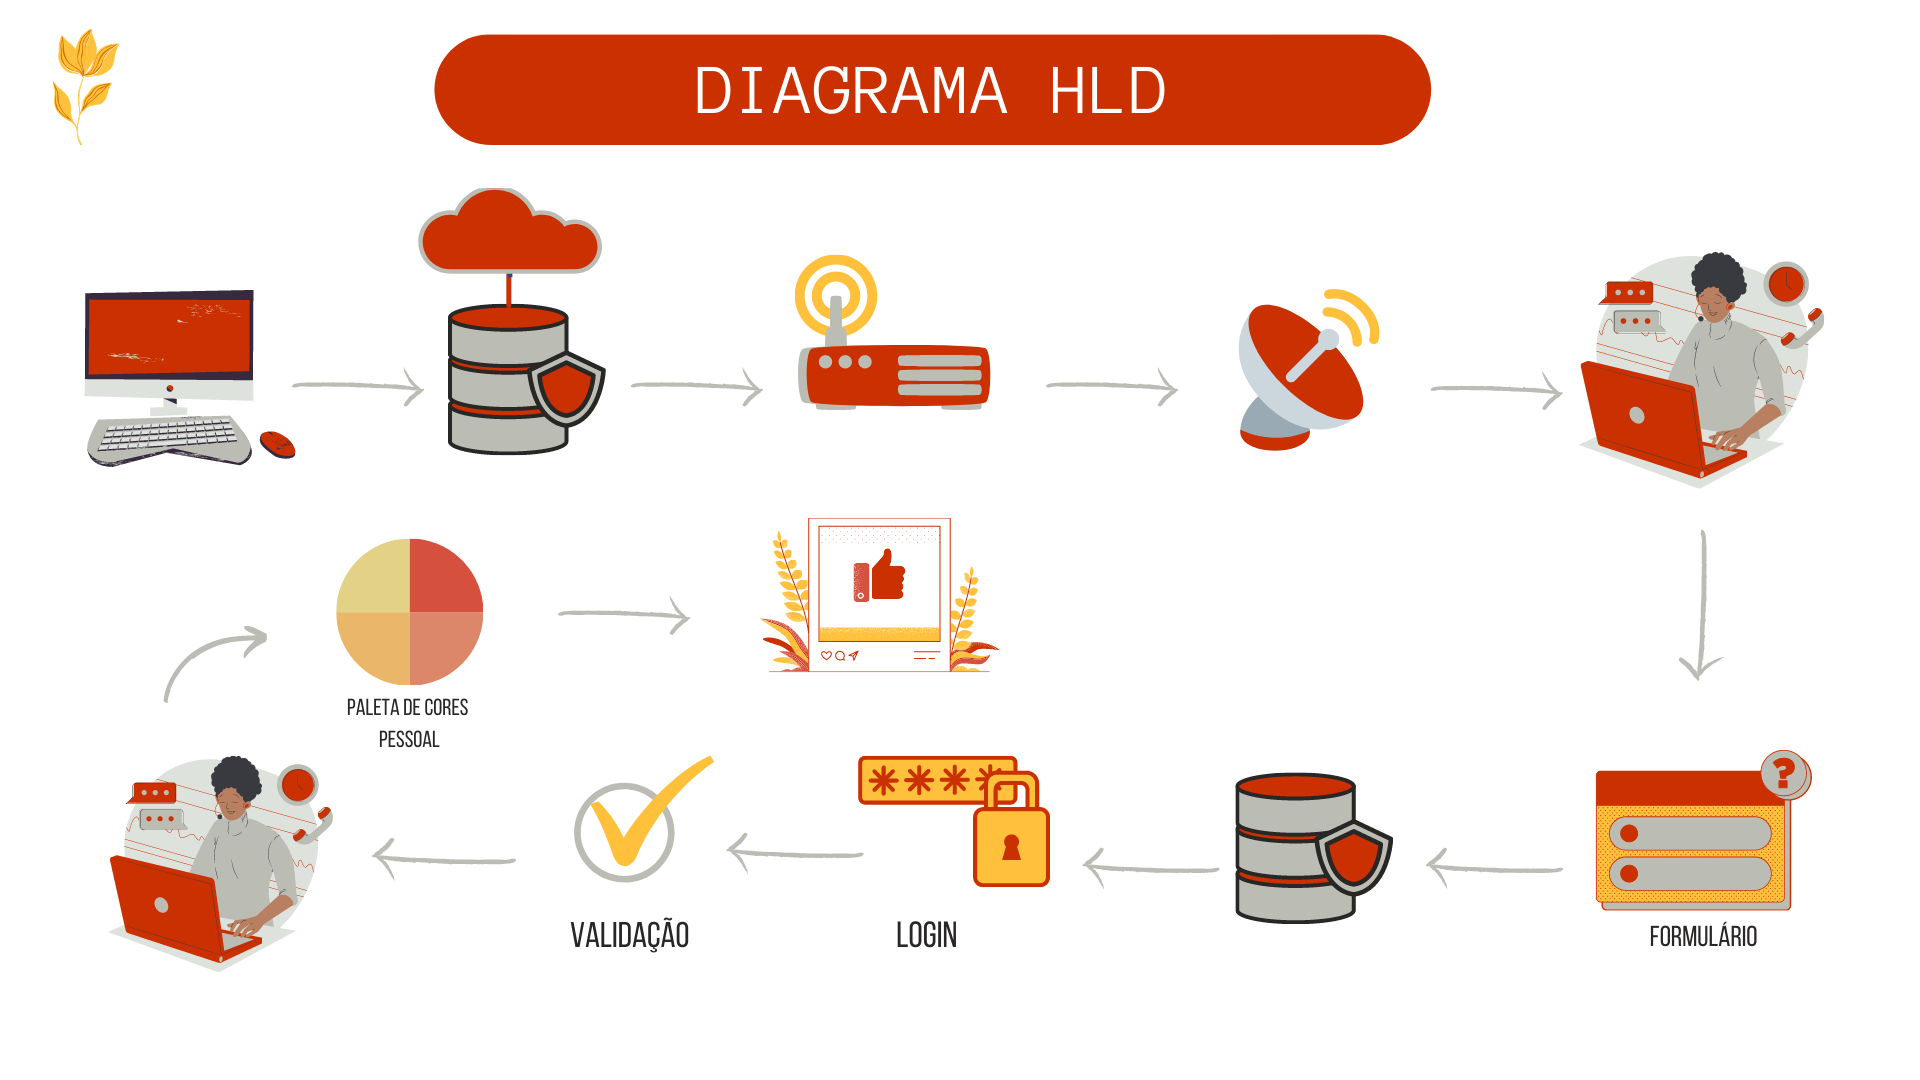 DIAGRAMA HLD
PALETA DE CORES
PESSOAL
?
****
VALIDAÇÃO
LOGIN
FORMULÁRIO